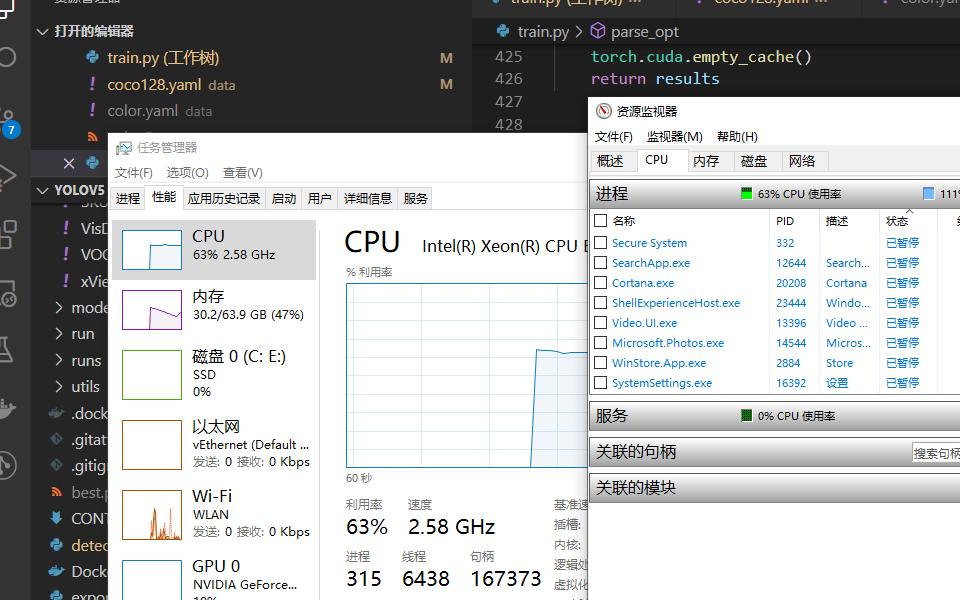 打开的编辑器
train.py (工作树) M
! coco128.yaml data M
! color.yaml data
7
YOLOV5
! VisD
! VOC
! xVie
mode
run
runs
utils
.dock
.gitat
.gitign
best.p
CONT
detec
Docke
expor
train.py > parse_opt
425 torch.cuda.empty_cache()
426 return results
427
428
任务管理器
文件(F) 选项(O) 查看(V)
进程 性能 应用历史记录 启动 用户 详细信息 服务
CPU
63% 2.58 GHz
内存
30.2/63.9 GB (47%)
磁盘 0 (C: E:)
SSD
0%
以太网
vEthernet (Default ...
发送: 0 接收: 0 Kbps
Wi-Fi
WLAN
发送: 0 接收: 0 Kbps
GPU 0
NVIDIA GeForce...
CPU Intel(R) Xeon(R) CPU E
% 利用率
60 秒
利用率 速度 基准速
63% 2.58 GHz 插槽:
内核:
进程 线程 句柄 逻辑处
315 6438 167373 虚拟化
资源监视器
文件(F) 监视器(M) 帮助(H)
概述 CPU 内存 磁盘 网络
进程 63% CPU 使用率 111%
名称 PID 描述 状态
Secure System 332 已暂停
SearchApp.exe 12644 Search... 已暂停
Cortana.exe 20208 Cortana 已暂停
ShellExperienceHost.exe 23444 Windo... 已暂停
Video.UI.exe 13396 Video ... 已暂停
Microsoft.Photos.exe 14544 Micros... 已暂停
WinStore.App.exe 2884 Store 已暂停
SystemSettings.exe 16392 设置 已暂停
服务 0% CPU 使用率
关联的句柄 搜索句柄
关联的模块